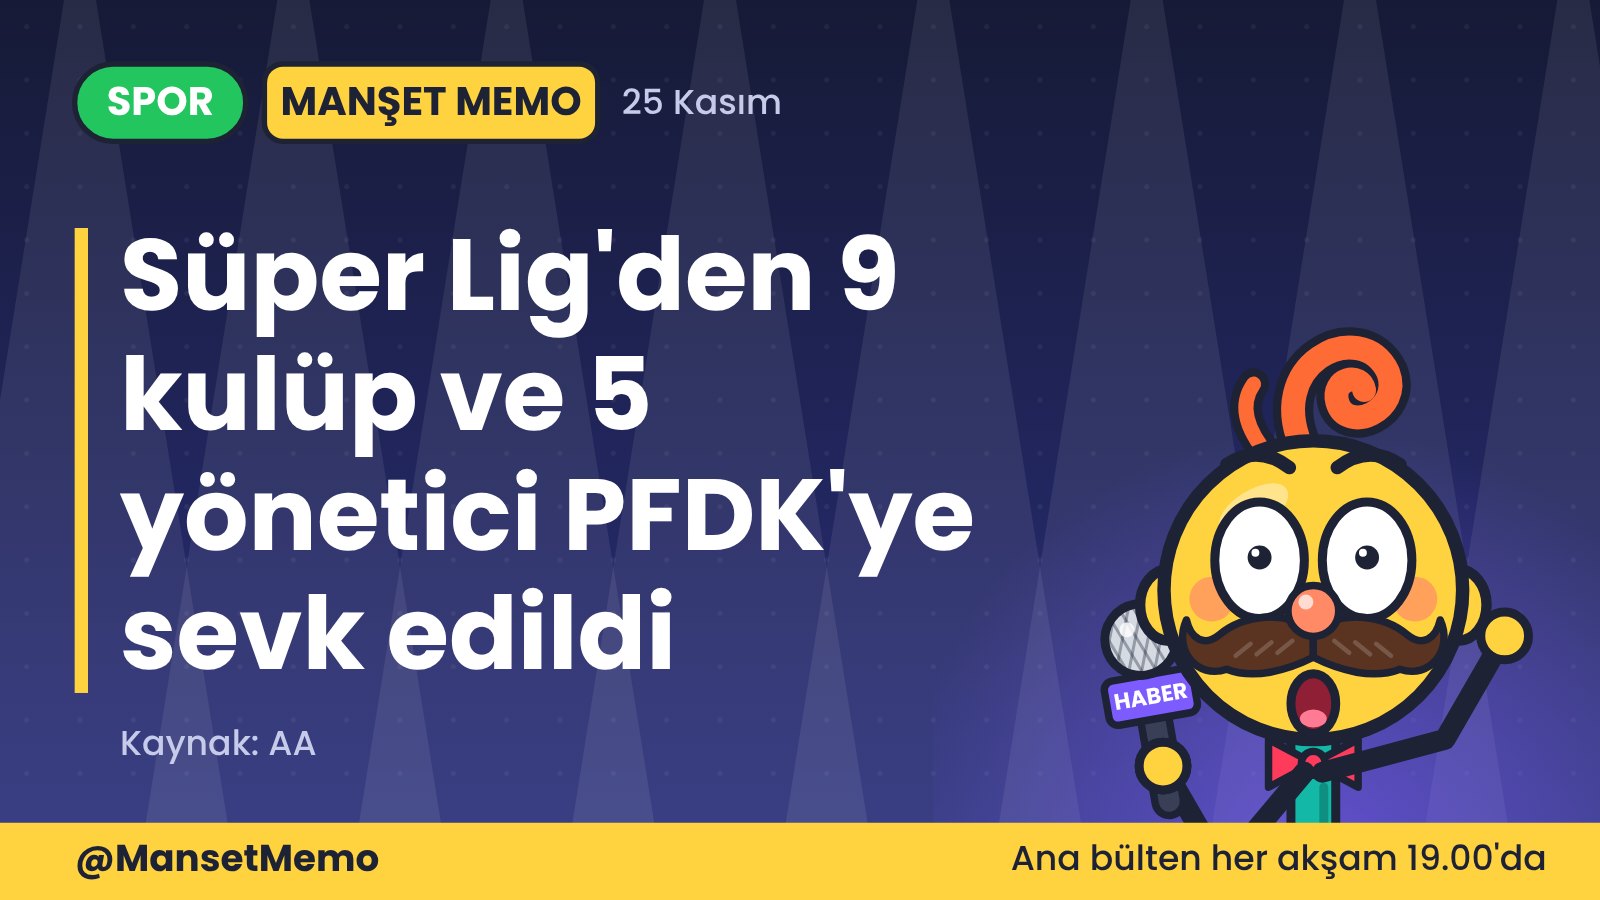 SPOR
MANŞET MEMO
25 Kasım
Süper Lig'den 9
kulüp ve 5
yönetici PFDK'ye
sevk edildi
Kaynak: AA
HABER
@MansetMemo
Ana bülten her akşam 19.00'da